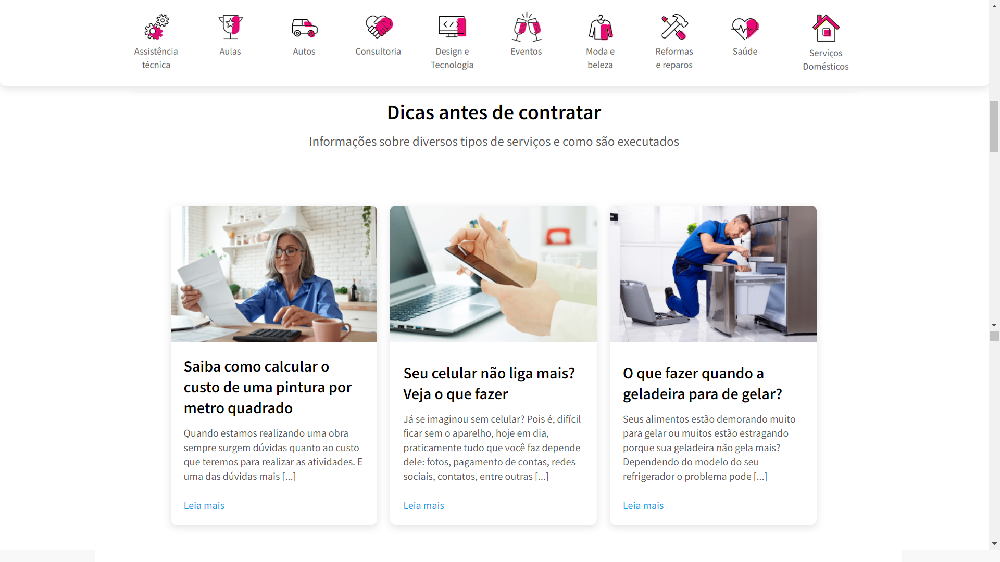 Assistência
técnica
Aulas
Autos
Consultoria
Design e
Tecnologia
Eventos
Moda e
beleza
Reformas
e reparos
Saúde
Serviços
Domésticos
Dicas antes de contratar
Informações sobre diversos tipos de serviços e como são executados
Saiba como calcular o
custo de uma pintura por
metro quadrado
Quando estamos realizando uma obra
sempre surgem dúvidas quanto ao custo
que teremos para realizar as atividades. E
uma das dúvidas mais [...]
Leia mais
Seu celular não liga mais?
Veja o que fazer
Já se imaginou sem celular? Pois é, difícil
ficar sem o aparelho, hoje em dia,
praticamente tudo que você faz depende
dele: fotos, pagamento de contas, redes
sociais, contatos, entre outras [...]
Leia mais
O que fazer quando a
geladeira para de gelar?
Seus alimentos estão demorando muito
para gelar ou muitos estão estragando
porque sua geladeira não gela mais?
Dependendo do modelo do seu
refrigerador o problema pode [...]
Leia mais